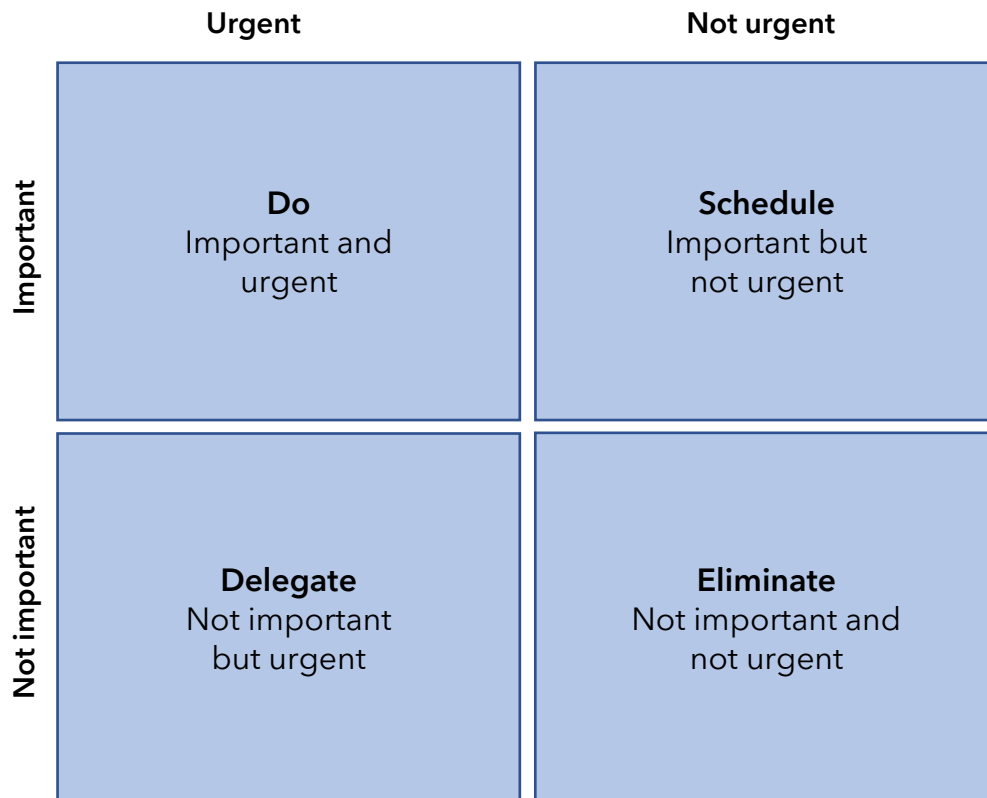 Urgent
Not urgent
Important
Do
Important and
urgent
Schedule
Important but
not urgent
Not important
Delegate
Not important
but urgent
Eliminate
Not important and
not urgent